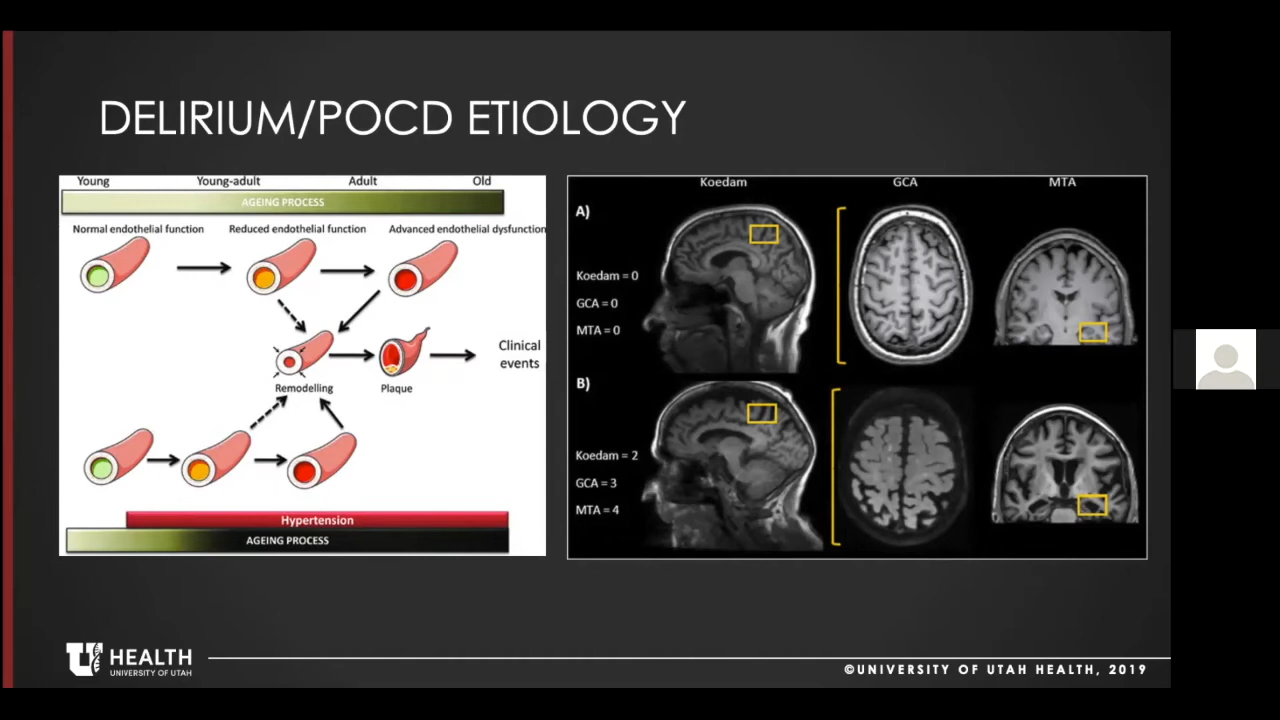 DELIRIUM/POCD ETIOLOGY
Young Young-adult Adult Old
AGEING PROCESS
Normal endothelial function Reduced endothelial function Advanced endothelial dysfunction
Remodelling Plaque
Clinical
events
Hypertension
AGEING PROCESS
Koedam GCA MTA
A)
Koedam = 0
GCA = 0
MTA = 0
B)
Koedam = 2
GCA = 3
MTA = 4
U HEALTH
UNIVERSITY OF UTAH
©UNIVERSITY OF UTAH HEALTH, 2019